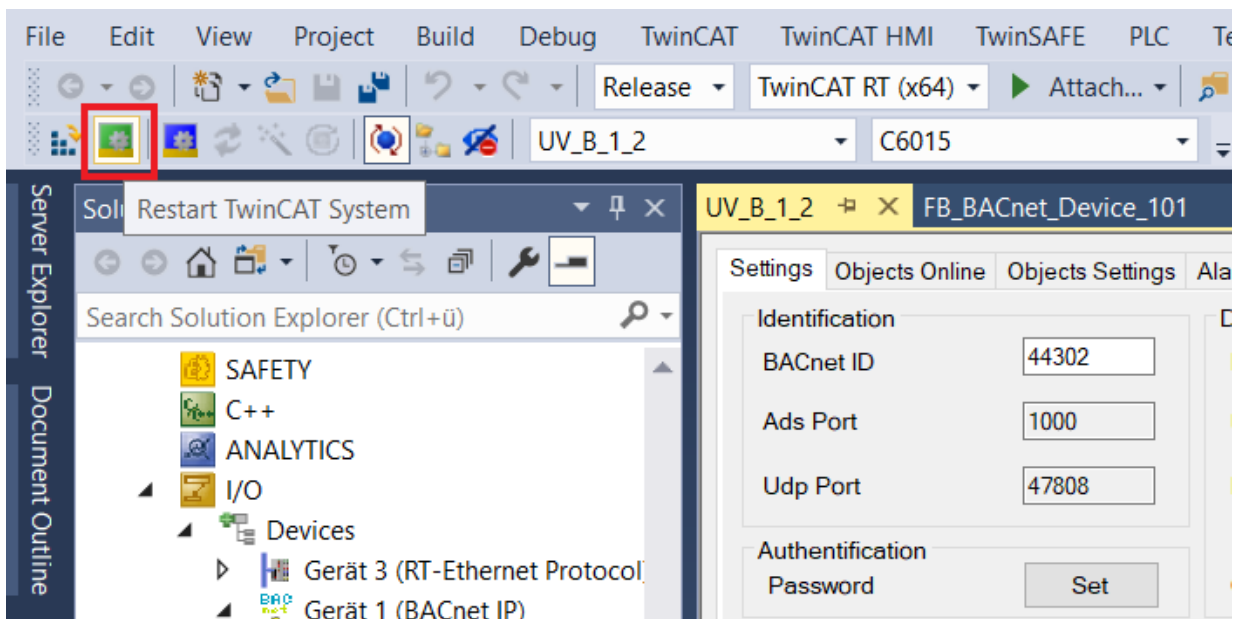 File Edit View Project Build Debug TwinCAT TwinCAT HMI TwinSAFE PLC Te
Release TwinCAT RT (x64) Attach...
UV_B_1_2 C6015
Server Explorer
Document Outline
Sol
Restart TwinCAT System
Search Solution Explorer (Ctrl+ü)
SAFETY
C++
ANALYTICS
I/O
Devices
Gerät 3 (RT-Ethernet Protocol
Gerät 1 (BACnet IP)
UV_B_1_2 FB_BACnet_Device_101
Settings Objects Online Objects Settings Ala
Identification D
BACnet ID 44302
Ads Port 1000
Udp Port 47808
Authentification
Password Set